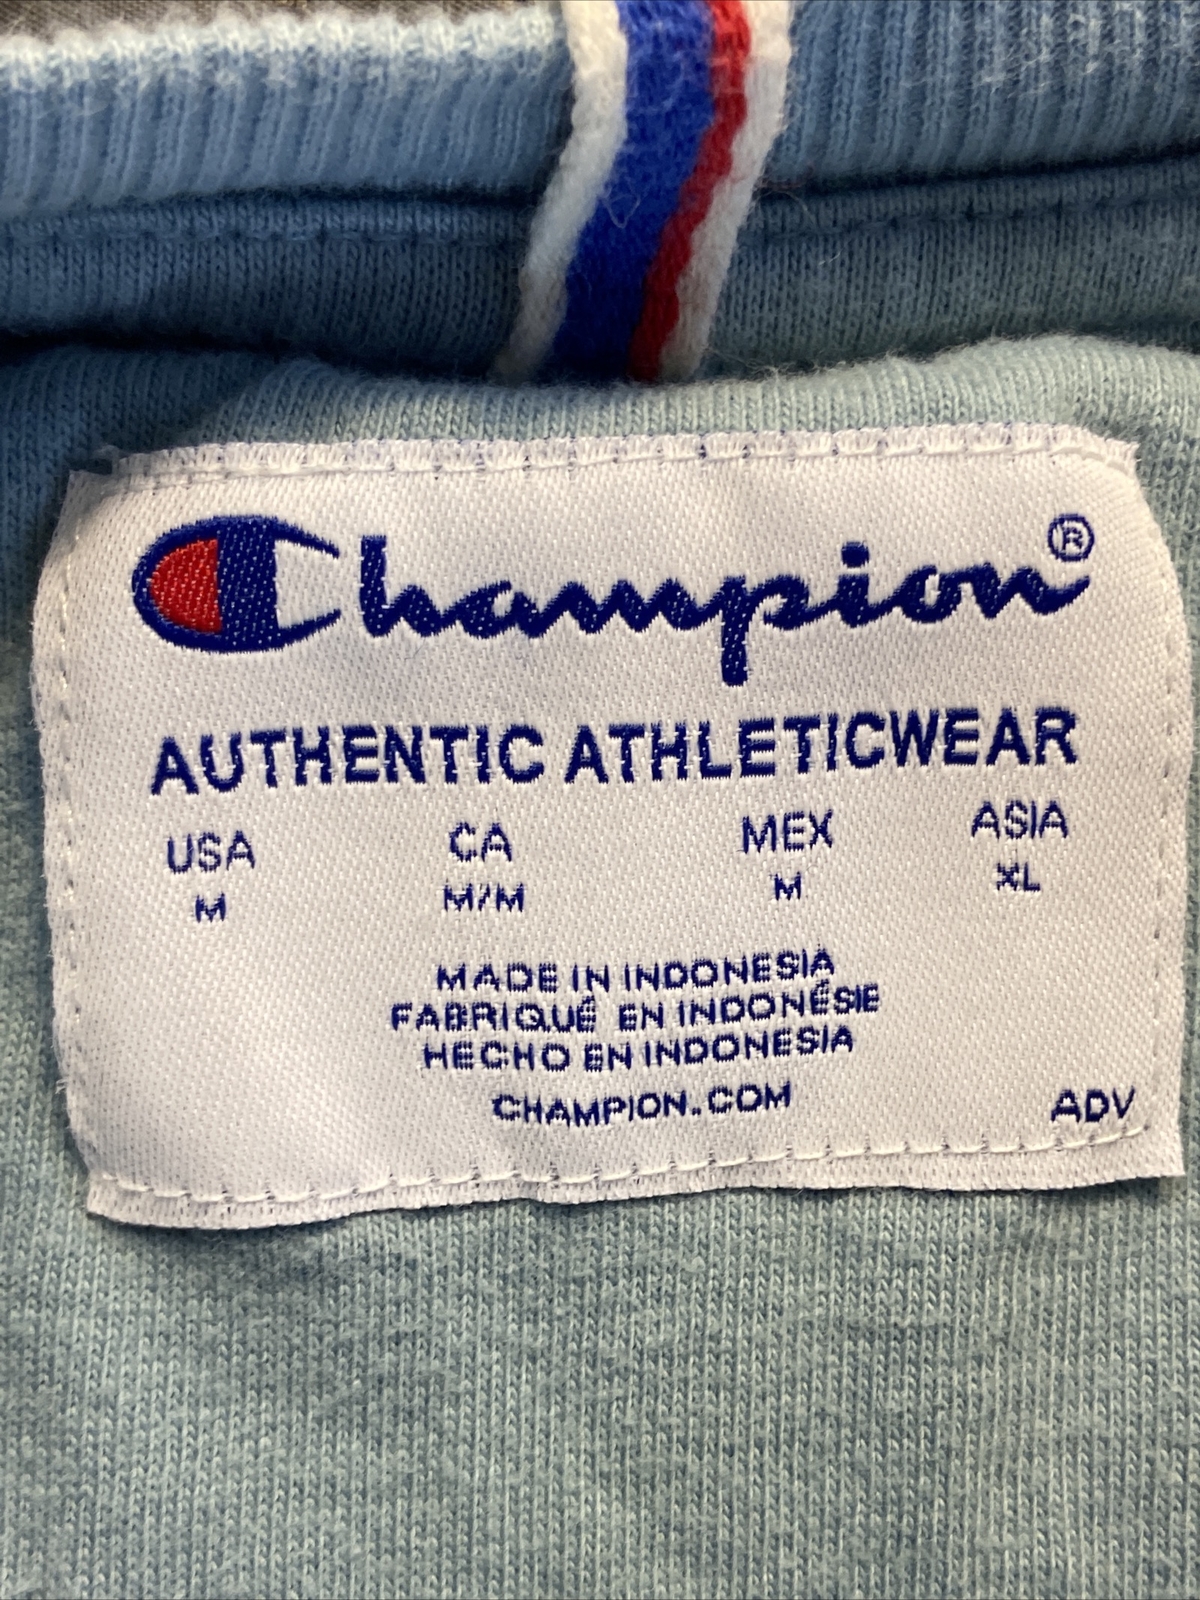 Champion®
AUTHENTIC ATHLETICWEAR
USA CA MEX ASIA
M M/M M XL
MADE IN INDONESIA
FABRIQUÉ EN INDONÉSIE
HECHO EN INDONESIA
CHAMPION.COM ADV